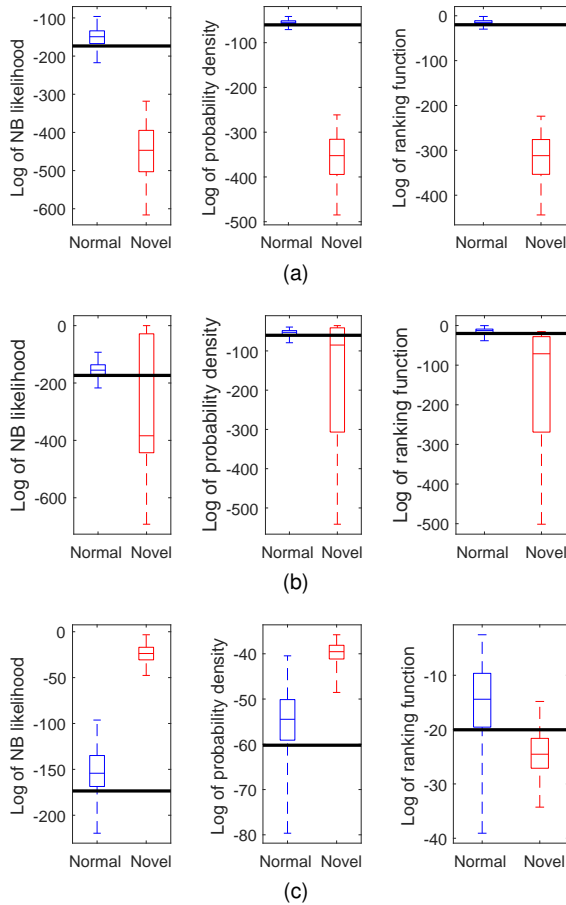 Log of NB likelihood
-100
-200
-300
-400
-500
-600
Normal Novel
Log of probability density
-100
-200
-300
-400
-500
Normal Novel
Log of ranking function
0
-100
-200
-300
-400
Normal Novel
(a)
Log of NB likelihood
0
-200
-400
-600
Normal Novel
Log of probability density
-100
-200
-300
-400
-500
Normal Novel
Log of ranking function
0
-100
-200
-300
-400
-500
Normal Novel
(b)
Log of NB likelihood
0
-50
-100
-150
-200
Normal Novel
Log of probability density
-40
-50
-60
-70
-80
Normal Novel
Log of ranking function
-10
-20
-30
-40
Normal Novel
(c)